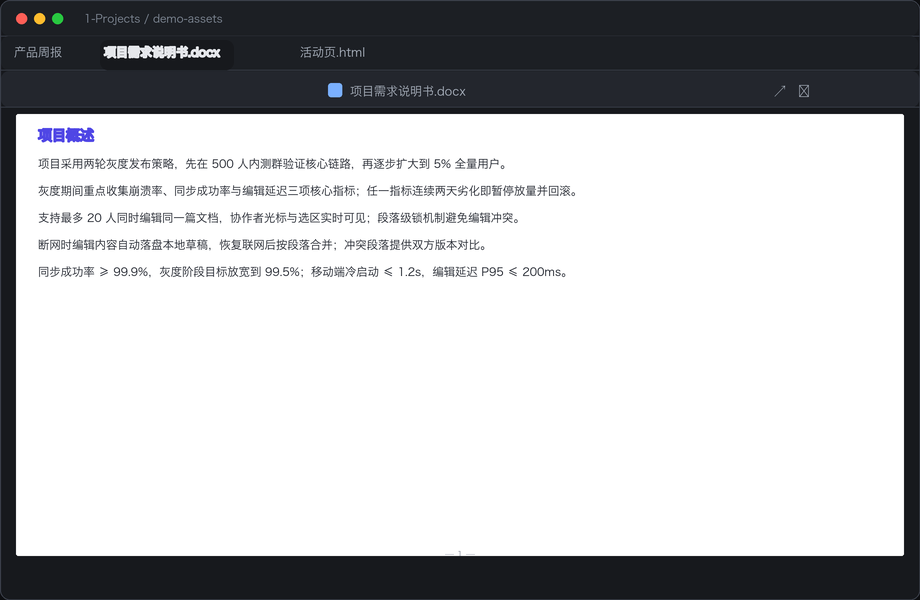 1-Projects / demo-assets
产品周报
项目需求说明书.docx
活动页.html
项目需求说明书.docx
项目概述
项目采用两轮灰度发布策略，先在 500 人内测群验证核心链路，再逐步扩大到 5% 全量用户。
灰度期间重点收集崩溃率、同步成功率与编辑延迟三项核心指标；任一指标连续两天劣化即暂停放量并回滚。
支持最多 20 人同时编辑同一篇文档，协作者光标与选区实时可见；段落级锁机制避免编辑冲突。
断网时编辑内容自动落盘本地草稿，恢复联网后按段落合并；冲突段落提供双方版本对比。
同步成功率 ⩾ 99.9%，灰度阶段目标放宽到 99.5%；移动端冷启动 ⩽ 1.2s，编辑延迟 P95 ⩽ 200ms。
— 1 —